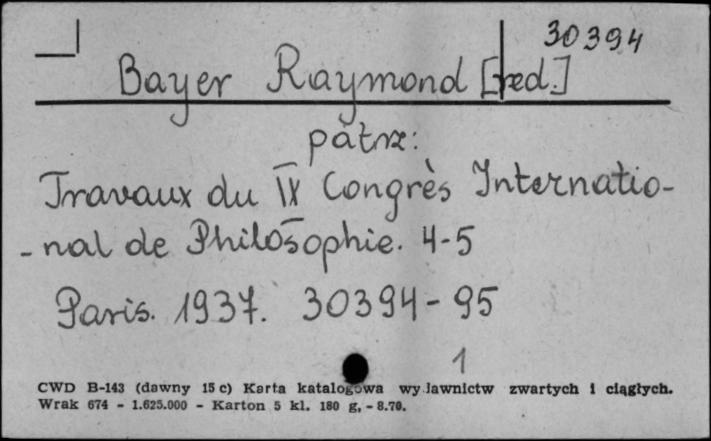 30394
Bayer Raymond [red.]
patrz:
Travaux du IX Congrès Internatio-
- nal de Philosophie. 4-5
Paris. 1937. 30394-95
1
CWD B-143 (dawny 15 c) Karta katalogowa wydawnictw zwartych i ciągłych.
Wrak 674 - 1.625.000 - Karton 5 kl. 180 g, - 8.70.